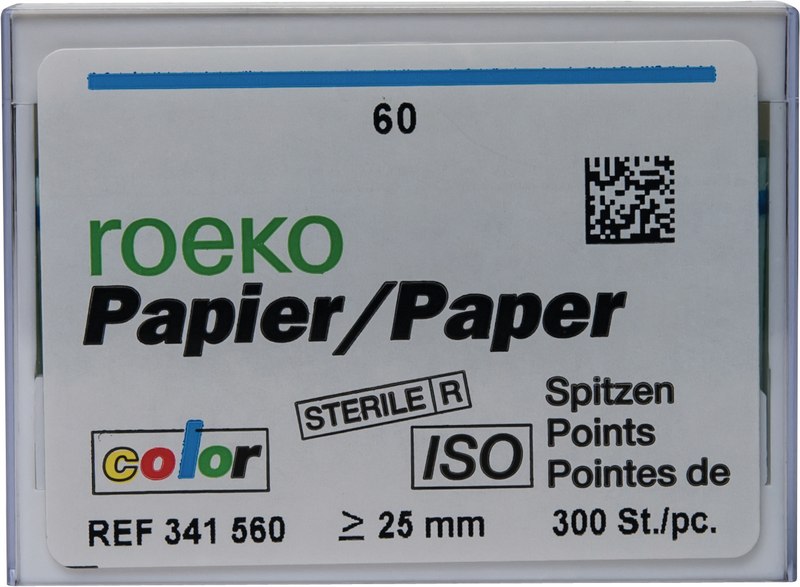 60
roeko
Papier/Paper
STERILE R
Spitzen
color
ISO
Points
Pointes de
REF 341 560
≥ 25 mm
300 St./pc.